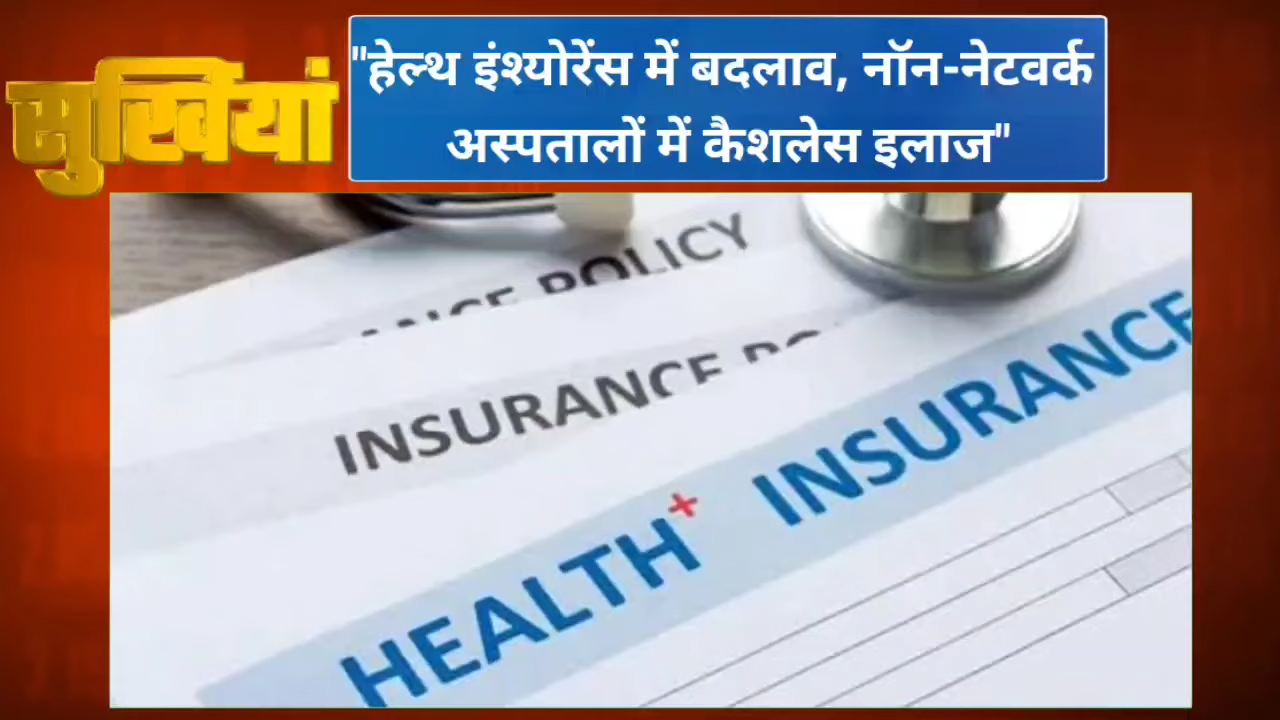 सुर्खियां
"हेल्थ इंश्योरेंस में बदलाव, नॉन-नेटवर्क
अस्पतालों में कैशलेस इलाज"
POLICY
INSURANCE
HEALTH+ INSURANCE